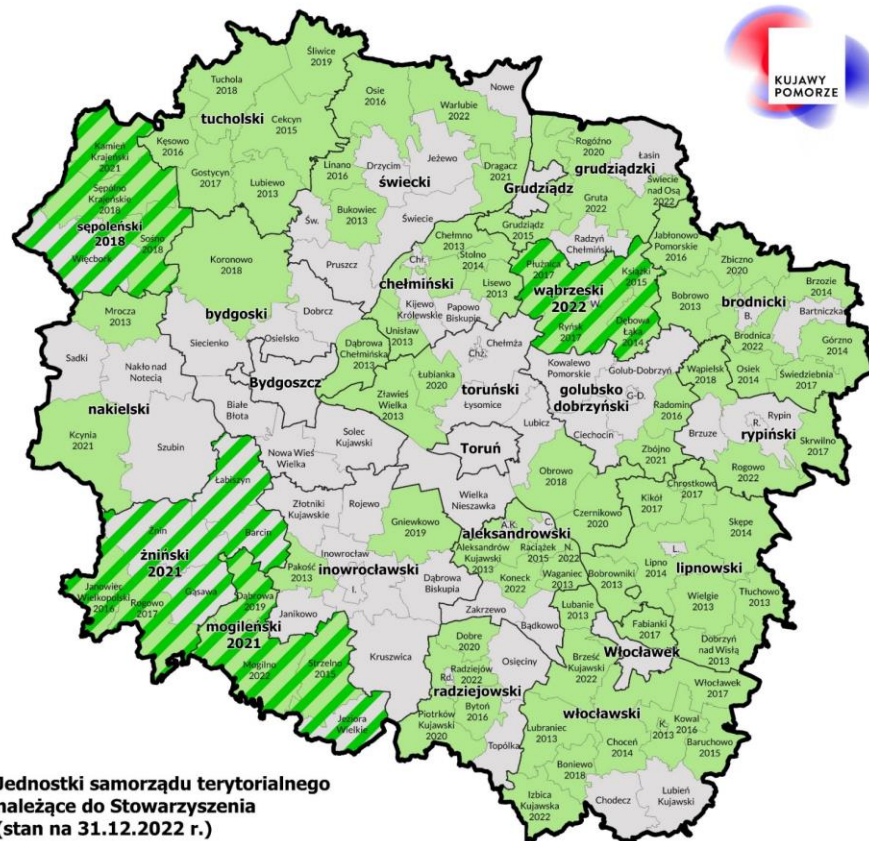 KUJAWY
POMORZE
Śliwice
2019
Tuchola
2018
tucholski
Cekcyn
2015
Kęsowo
2016
Gostycyn
2017
Lubiewo
2013
Osie
2016
Nowe
Warlubie
2022
Linano
2016
Drzycim
Jeżewo
świecki
Dragacz
2021
Bukowiec
2013
Św.
Świecie
Pruszcz
Rogóźno
2020
grudziądzki
Łasin
Grudziądz
Świecie
nad Osą
2022
Gruta
2022
Grudziądz
2015
Radzyń
Chełmiński
Kamień
Krajeński
2021
Sępólno
Krajeńskie
2018
sępoleński
2018
Sośno
2018
Więcbork
Koronowo
2018
bydgoski
Dobrcz
Sicienko
Osielsko
Bydgoszcz
Białe
Błota
Dąbrowa
Chełmińska
2013
Solec
Kujawski
Nowa Wieś
Wielka
Chełmno
2013
Chł.
Stolno
2014
chełmiński
Lisewo
2013
Kijewo
Królewskie
Papowo
Biskupie
Unisław
2013
Płużnica
2017
Książki
2015
wąbrzeski
2022
W.
Ryńsk
2017
Dębowa
Łąka
2014
Jabłonowo
Pomorskie
2016
Zbiczno
2020
Brzozie
2014
Bobrowo
2013
brodnicki
B.
Bartniczka
Brodnica
2022
Górzno
2014
Wąpielsk
2018
Osiek
2014
Świedziebnia
2017
Mrocza
2013
Sadki
Nakło nad
Notecią
nakielski
Kcynia
2021
Szubin
Chełmża
Chż.
Łubianka
2020
toruński
Łysomice
Zławieś
Wielka
2013
Lubicz
Toruń
Obrowo
2018
Wielka
Nieszawka
Czernikowo
2020
Kowalewo
Pomorskie
Golub-Dobrzyń
golubsko
dobrzyński
G-D.
Radomin
2016
Ciechocin
Zbójno
2021
Rypin
R.
Brzuze
rypiński
Skrwilno
2017
Rogowo
2022
Łabiszyn
Żnin
Barcin
żniński
2021
Janowiec
Wielkopolski
2016
Rogowo
2017
Gąsawa
Dąbrowa
2019
mogileński
2021
Mogilno
2022
Strzelno
2015
Jeziora
Wielkie
Złotniki
Kujawskie
Rojewo
Gniewkowo
2019
Inowrocław
Pakość
2013
inowrocławski
I.
Dąbrowa
Biskupia
Janikowo
Kruszwica
A.K.
C.
aleksandrowski
Aleksandrów
Kujawski
2013
Raciążek
2015
N.
2022
Koneck
2022
Waganiec
2013
Zakrzewo
Bądkowo
Chrostkowo
2017
Kikół
2017
Skępe
2014
L.
Lipno
2014
lipnowski
Bobrowniki
2013
Tłuchowo
2013
Wielgie
2013
Dobrzyń
nad Wisłą
2013
Dobre
2020
Osięciny
Radziejów
2022
Rd.
radziejowski
Bytoń
2016
Piotrków
Kujawski
2020
Topólka
Lubanie
2013
Fabianki
2017
Brześć
Kujawski
2022
Włocławek
Włocławek
2017
włocławski
Lubraniec
2013
K.
2013
Kowal
2016
Choceń
2014
Baruchowo
2015
Boniewo
2018
Izbica
Kujawska
2022
Chodecz
Lubień
Kujawski
Jednostki samorządu terytorialnego
należące do Stowarzyszenia
(stan na 31.12.2022 r.)